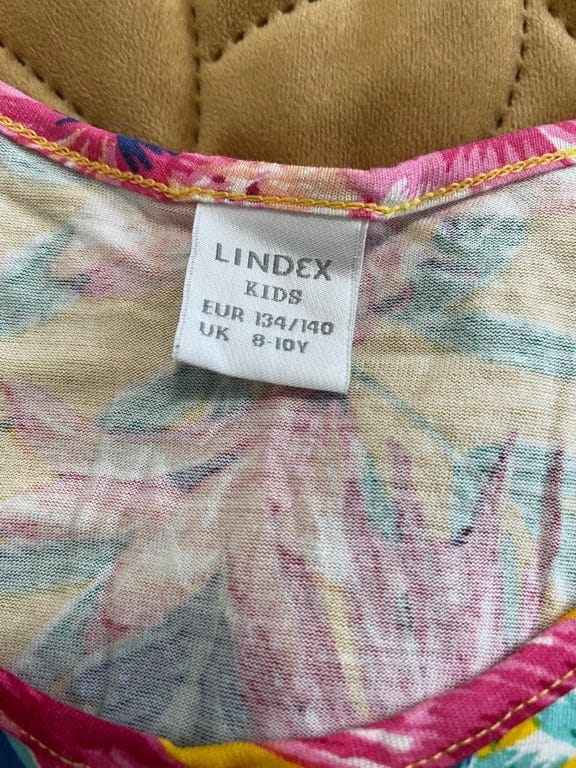 LINDEX
KIDS
EUR 134/140
UK 8-10Y